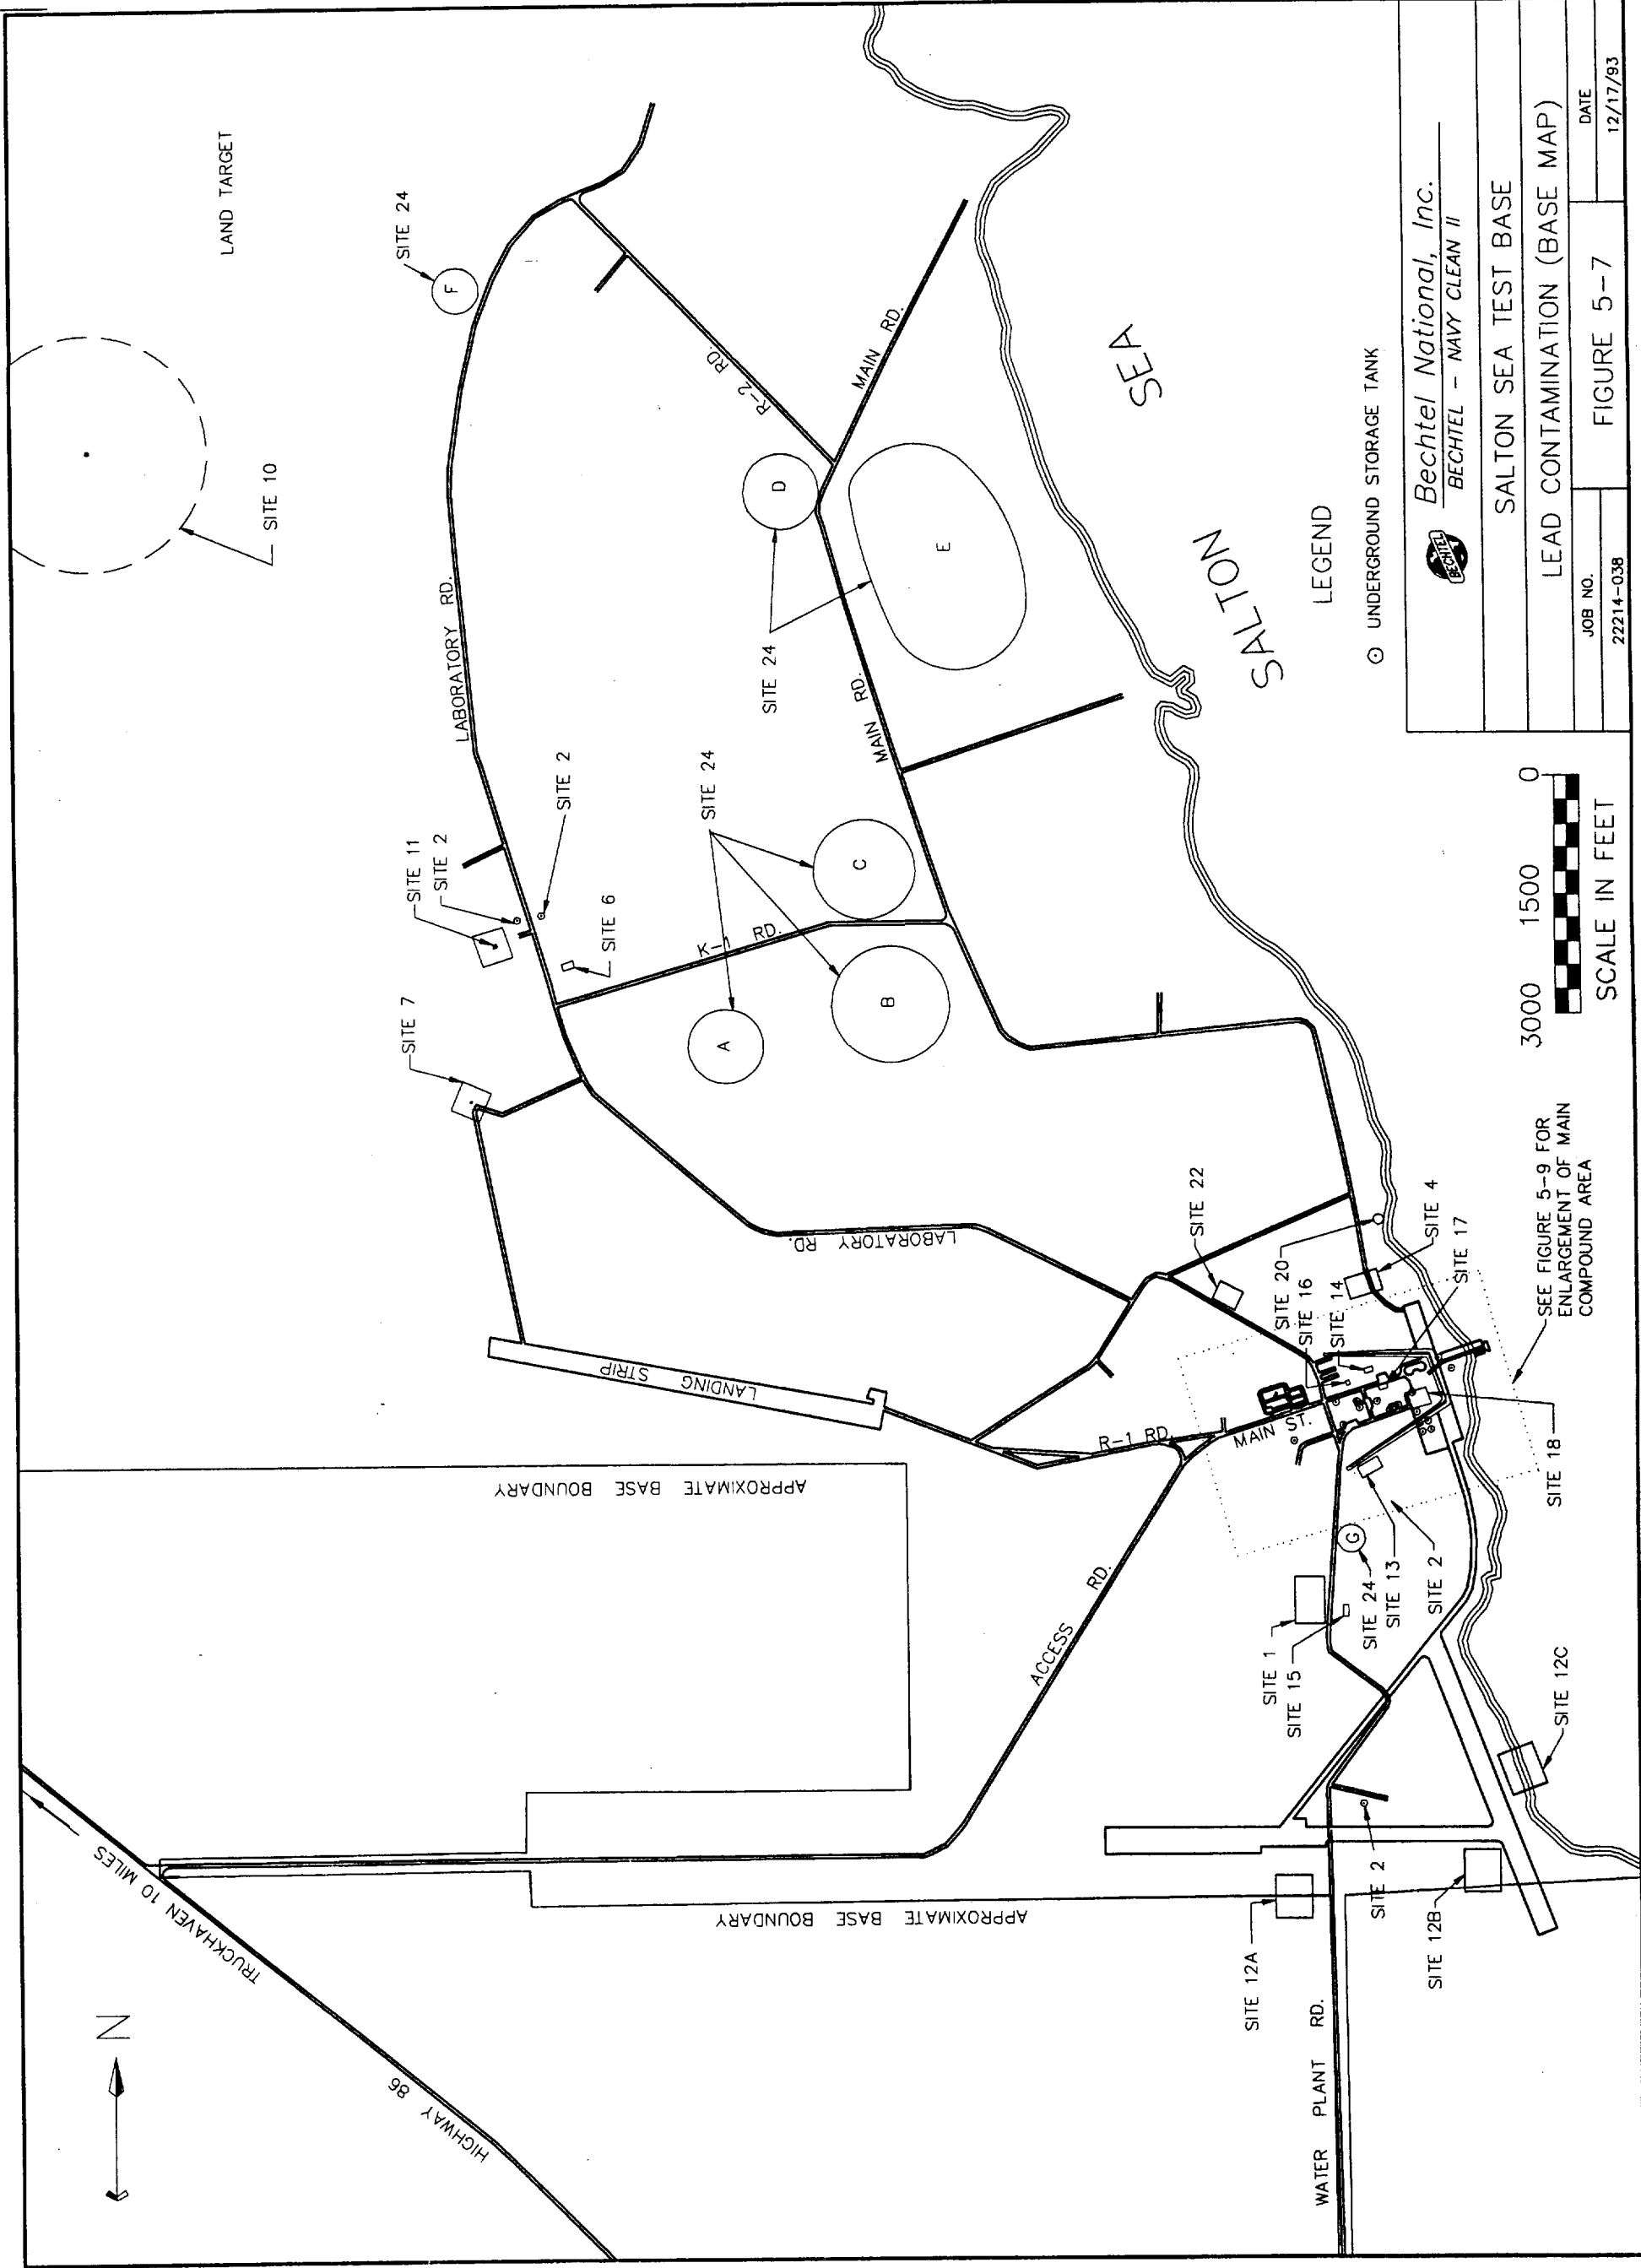 N
HIGHWAY 86
TRUCKHAVEN 10 MILES
APPROXIMATE BASE BOUNDARY
APPROXIMATE BASE BOUNDARY
LAND TARGET
SITE 10
SITE 24
F
LABORATORY RD.
R-2 RD.
MAIN RD.
D
E
SITE 24
MAIN RD.
SITE 7
SITE 11
SITE 2
SITE 2
SITE 6
K-1 RD.
SITE 24
A
B
C
LANDING STRIP
LABORATORY RD.
ACCESS RD.
R-1 RD.
MAIN ST.
SITE 22
SITE 20
SITE 16
SITE 14
SITE 4
SITE 17
SITE 18
G
SITE 1
SITE 15
SITE 24
SITE 13
SITE 2
SITE 12A
SITE 2
SITE 12B
SITE 12C
WATER PLANT RD.
SALTON SEA
SEE FIGURE 5-9 FOR
ENLARGEMENT OF MAIN
COMPOUND AREA
3000 1500 0
SCALE IN FEET
LEGEND
UNDERGROUND STORAGE TANK
BECHTEL
Bechtel National, Inc.
BECHTEL - NAVY CLEAN II
SALTON SEA TEST BASE
LEAD CONTAMINATION (BASE MAP)
JOB NO.
22214-038
FIGURE 5-7
DATE
12/17/93